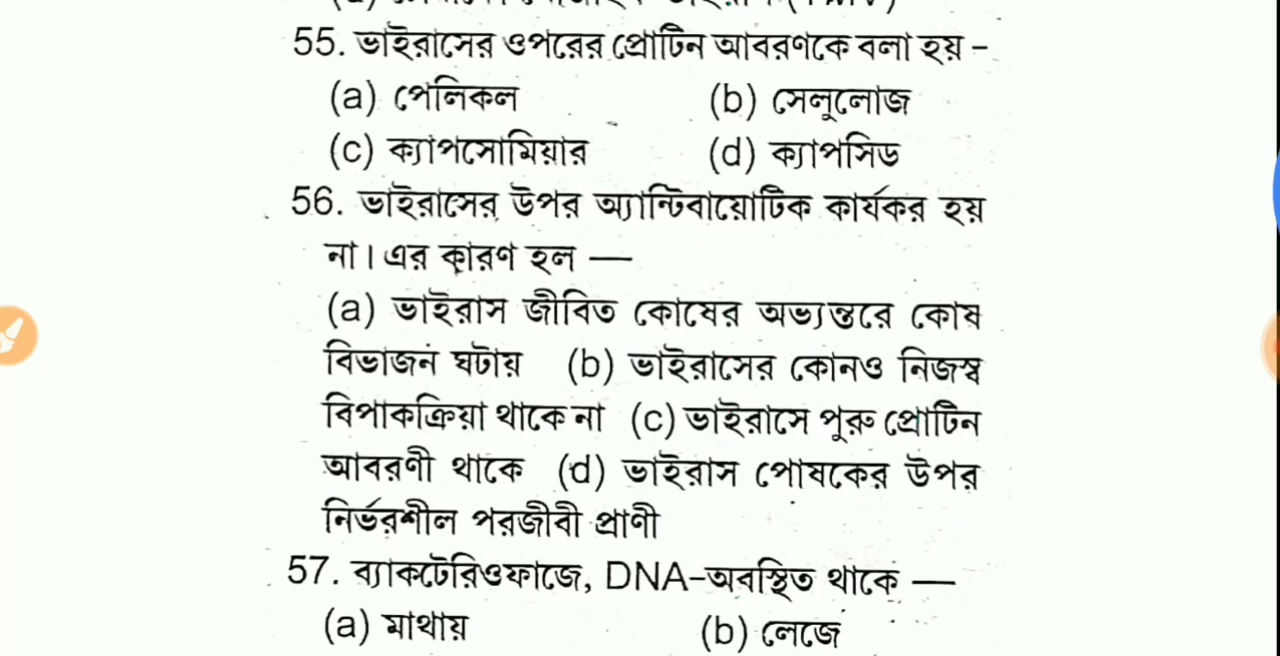 55. ভাইরাসের ওপরের প্রোটিন আবরণকে বলা হয় –
(a) পেলিকল (b) সেলুলোজ
(c) ক্যাপসোমিয়ার (d) ক্যাপসিড
56. ভাইরাসের উপর অ্যান্টিবায়োটিক কার্যকর হয়
না। এর কারণ হল —
(a) ভাইরাস জীবিত কোষের অভ্যন্তরে কোষ
বিভাজন ঘটায় (b) ভাইরাসের কোনও নিজস্ব
বিপাকক্রিয়া থাকে না (c) ভাইরাসে পুরু প্রোটিন
আবরণী থাকে (d) ভাইরাস পোষকের উপর
নির্ভরশীল পরজীবী প্রাণী
57. ব্যাকটেরিওফাজে, DNA-অবস্থিত থাকে —
(a) মাথায় (b) লেজে